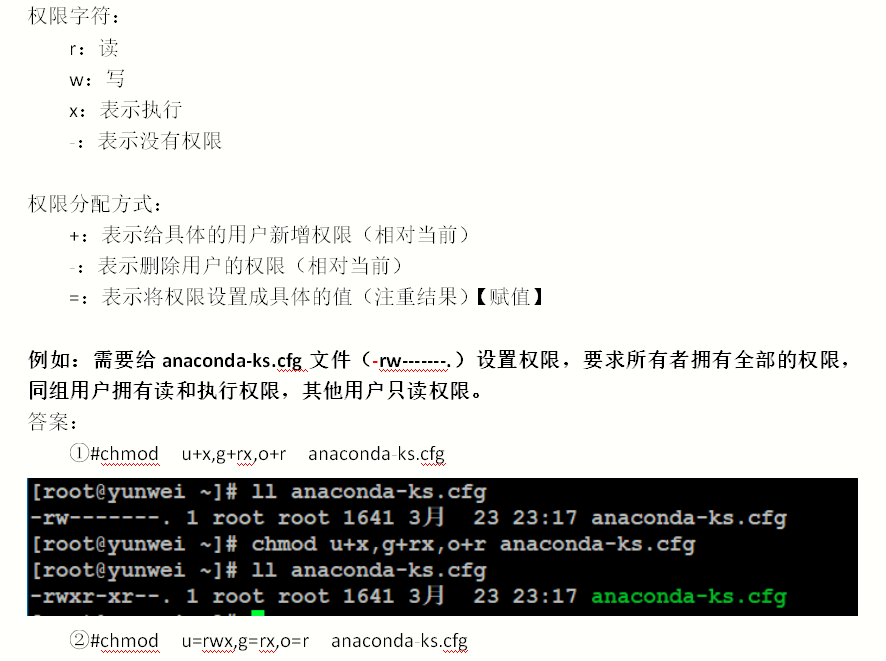 权限字符：
r：读
w：写
x：表示执行
-：表示没有权限
权限分配方式：
+：表示给具体的用户新增权限（相对当前）
-：表示删除用户的权限（相对当前）
=：表示将权限设置成具体的值（注重结果）【赋值】
例如：需要给 anaconda-ks.cfg 文件（-rw-------.）设置权限，要求所有者拥有全部的权限，
同组用户拥有读和执行权限，其他用户只读权限。
答案：
①#chmod u+x,g+rx,o+r anaconda-ks.cfg
[root@yunwei ~]# ll anaconda-ks.cfg
-rw-------. 1 root root 1641 3月 23 23:17 anaconda-ks.cfg
[root@yunwei ~]# chmod u+x,g+rx,o+r anaconda-ks.cfg
[root@yunwei ~]# ll anaconda-ks.cfg
-rwxr-xr--. 1 root root 1641 3月 23 23:17 anaconda-ks.cfg
②#chmod u=rwx,g=rx,o=r anaconda-ks.cfg